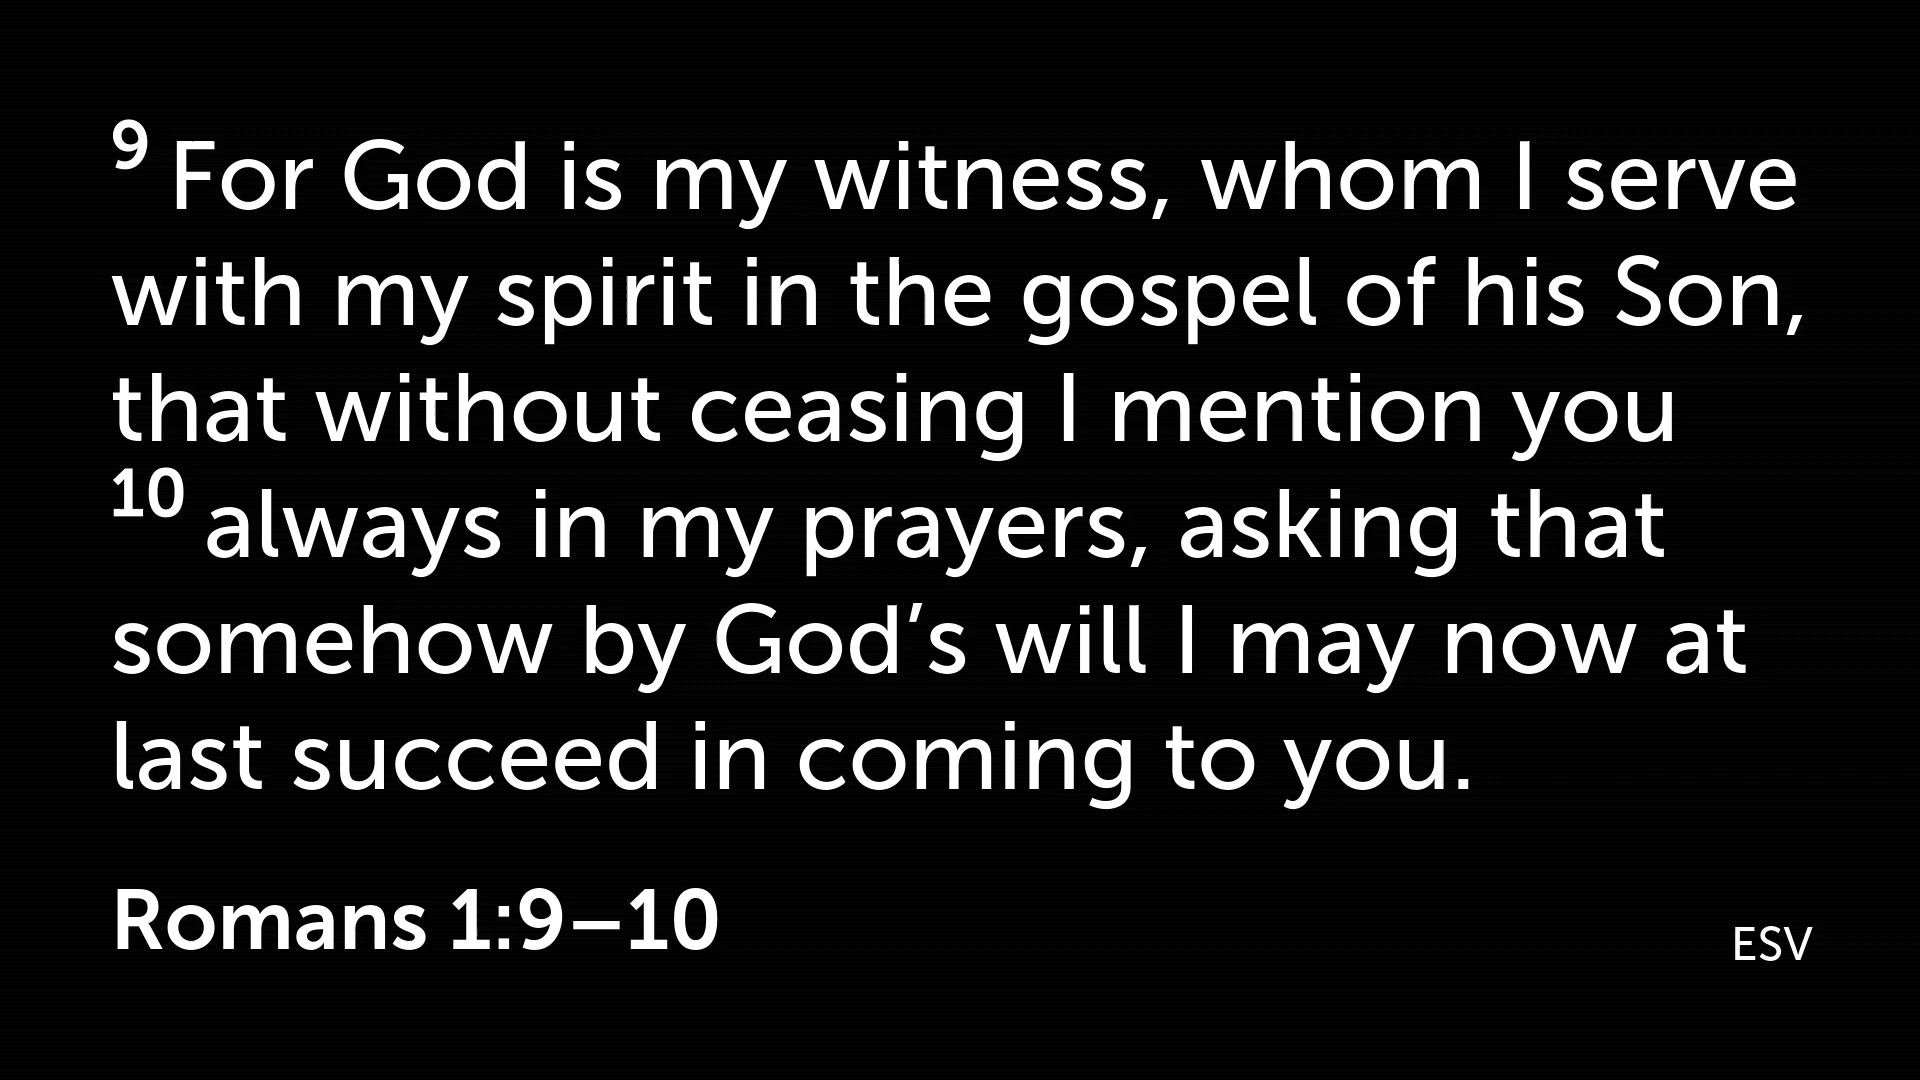 9 For God is my witness, whom I serve
with my spirit in the gospel of his Son,
that without ceasing I mention you
10 always in my prayers, asking that
somehow by God’s will I may now at
last succeed in coming to you.
Romans 1:9–10
ESV